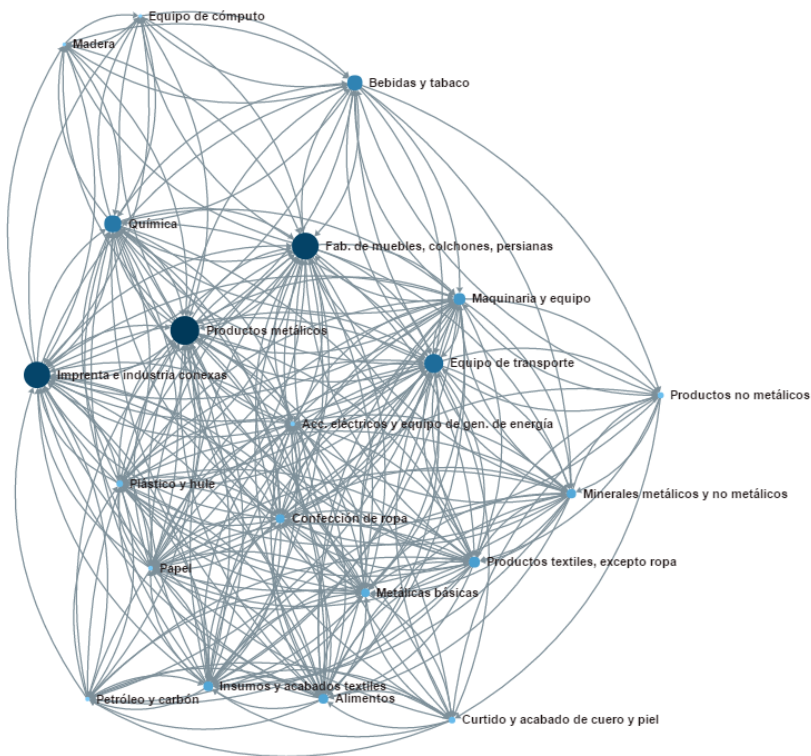 Equipo de cómputo
Madera
Bebidas y tabaco
Química
Fab. de muebles, colchones, persianas
Maquinaria y equipo
Productos metálicos
Equipo de transporte
Imprenta e industria conexas
Productos no metálicos
Acc. eléctricos y equipo de gen. de energía
Plástico y hule
Minerales metálicos y no metálicos
Confección de ropa
Productos textiles, excepto ropa
Papel
Metálicas básicas
Insumos y acabados textiles
Petróleo y carbón
Alimentos
Curtido y acabado de cuero y piel